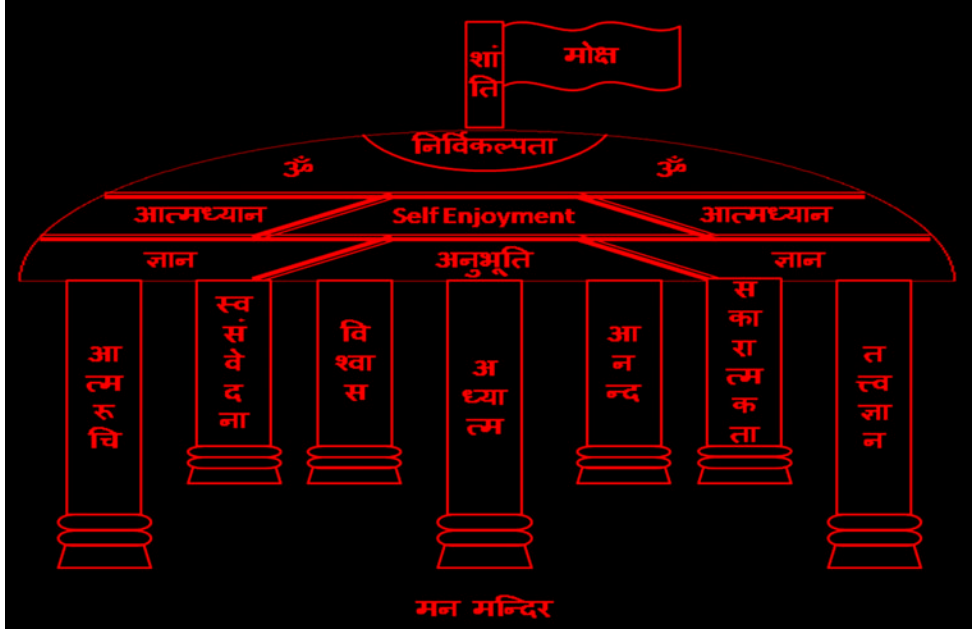 शांति
मोक्ष
निर्विकल्पता
ॐ ॐ
आत्मध्यान Self Enjoyment आत्मध्यान
ज्ञान अनुभूति ज्ञान
आत्मरुचि
स्वसंवेदना
विश्वास
अध्यात्म
आनन्द
सकारात्मकता
तत्त्वज्ञान
मन मन्दिर